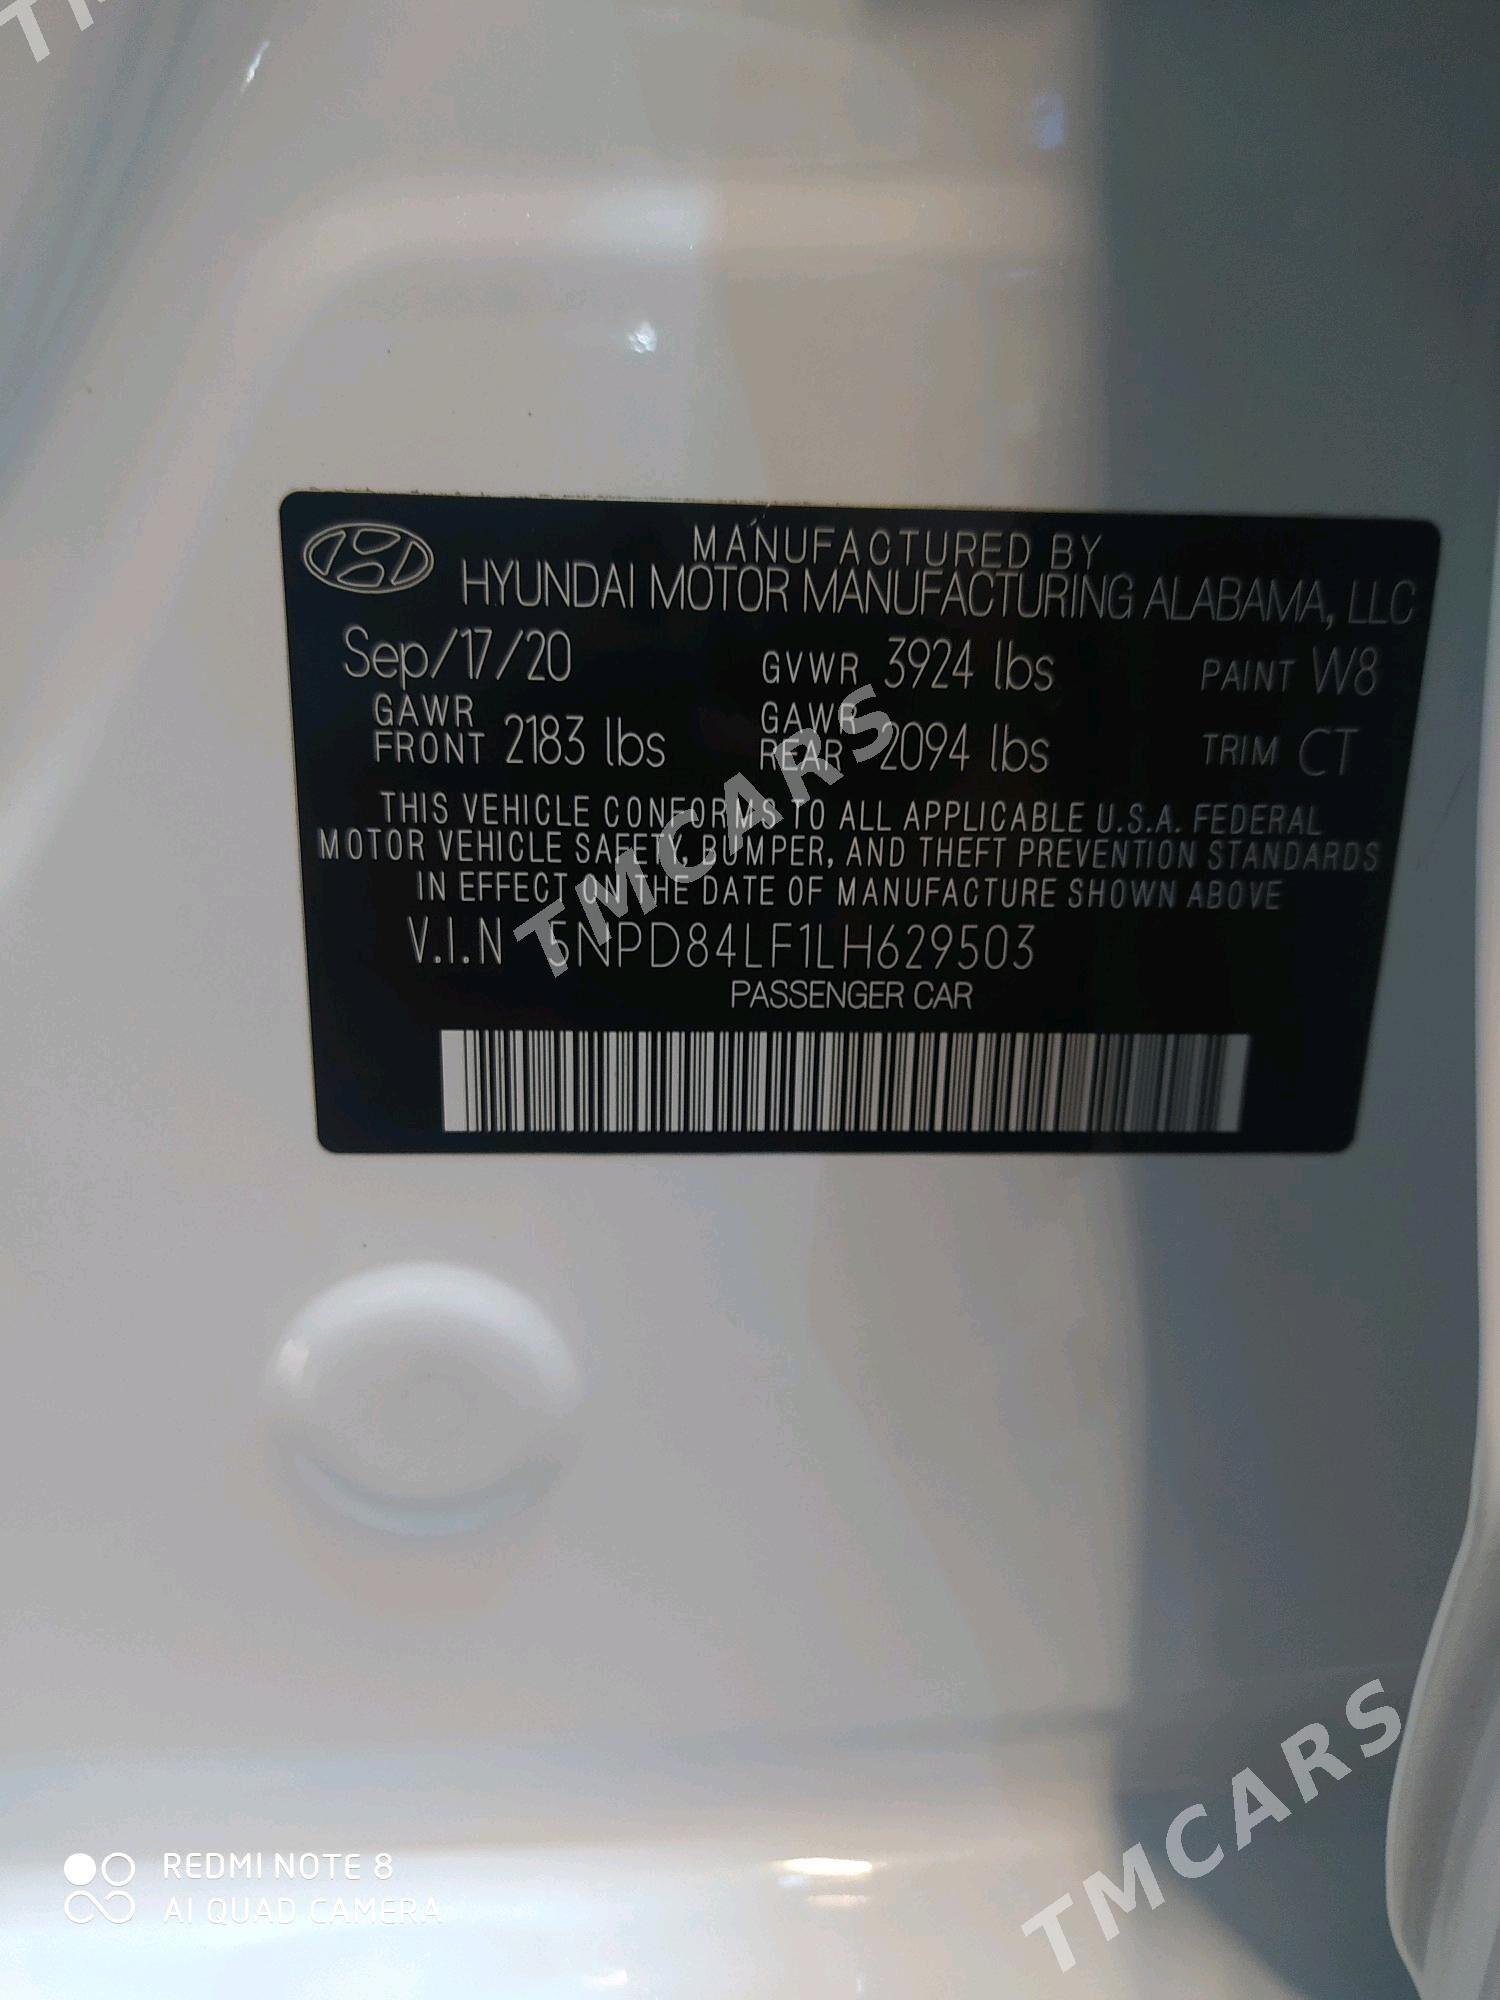 MANUFACTURED BY
HYUNDAI MOTOR MANUFACTURING ALABAMA, LLC
Sep/17/20 GVWR 3924 lbs PAINT W8
GAWR FRONT 2183 lbs GAWR REAR 2094 lbs TRIM CT
THIS VEHICLE CONFORMS TO ALL APPLICABLE U.S.A. FEDERAL
MOTOR VEHICLE SAFETY, BUMPER, AND THEFT PREVENTION STANDARDS
IN EFFECT ON THE DATE OF MANUFACTURE SHOWN ABOVE
V.I.N 5NPD84LF1LH629503
PASSENGER CAR
TMCARS
TMCARS
REDMI NOTE 8
AI QUAD CAMERA